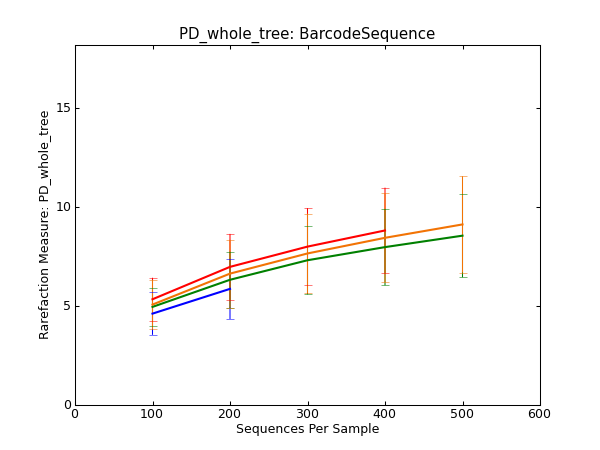 PD_whole_tree: BarcodeSequence
Rarefaction Measure: PD_whole_tree
15
10
5
0
0 100 200 300 400 500 600
Sequences Per Sample